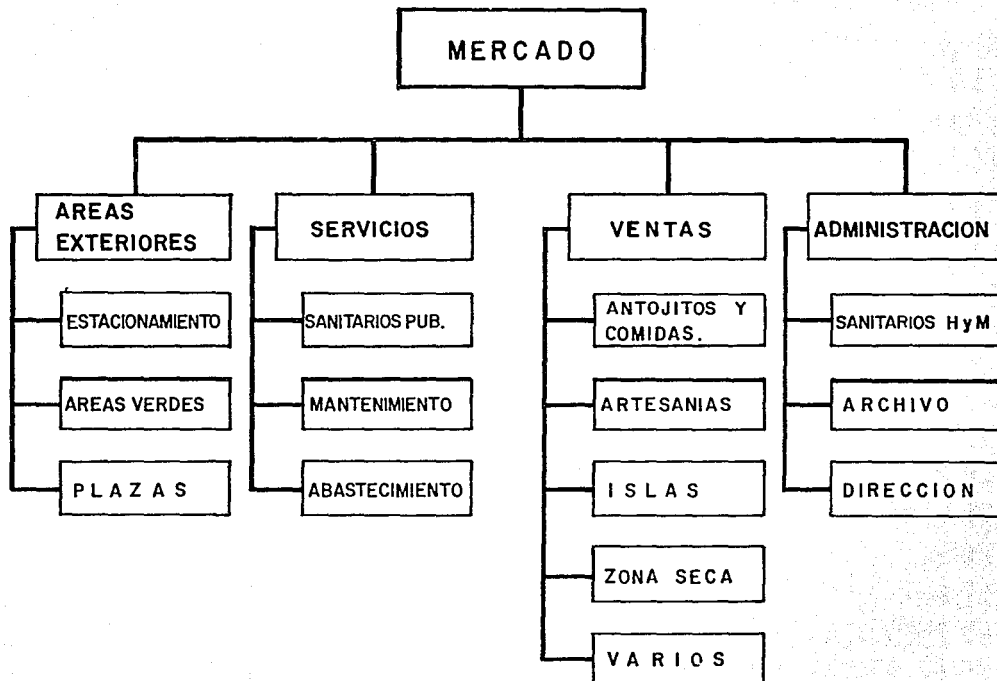 MERCADO
AREAS
EXTERIORES
ESTACIONAMIENTO
AREAS VERDES
PLAZAS
SERVICIOS
SANITARIOS PUB.
MANTENIMIENTO
ABASTECIMIENTO
VENTAS
ANTOJITOS Y
COMIDAS.
ARTESANIAS
ISLAS
ZONA SECA
VARIOS
ADMINISTRACION
SANITARIOS HyM
ARCHIVO
DIRECCION